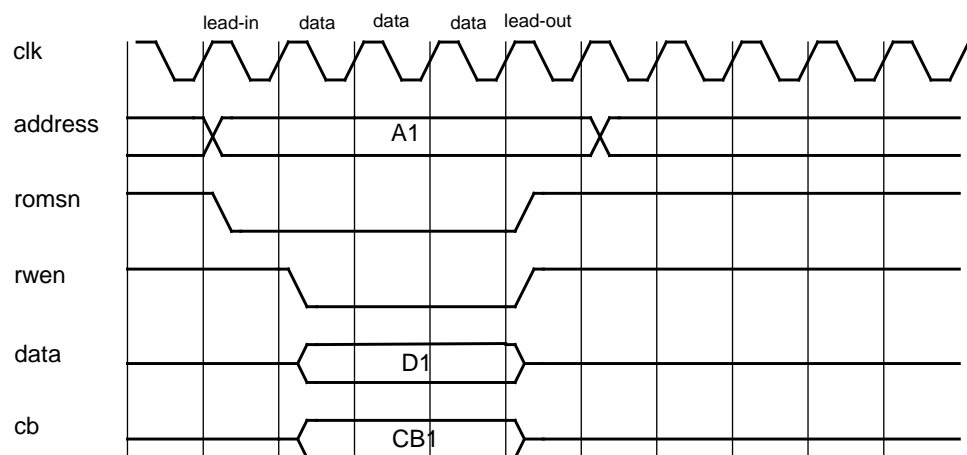 lead-in data data data lead-out
clk
address A1
romsn
rwen
data D1
cb CB1